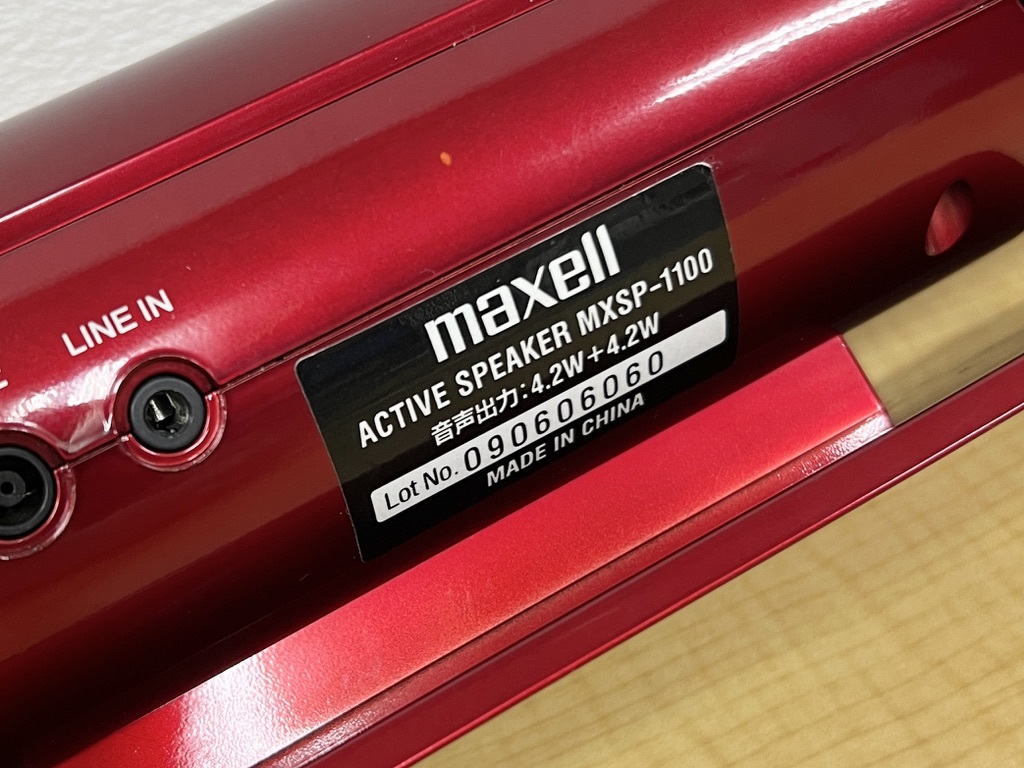 LINE IN
maxell
ACTIVE SPEAKER MXSP-1100
音声出力:4.2W+4.2W
Lot No. 090606060
MADE IN CHINA